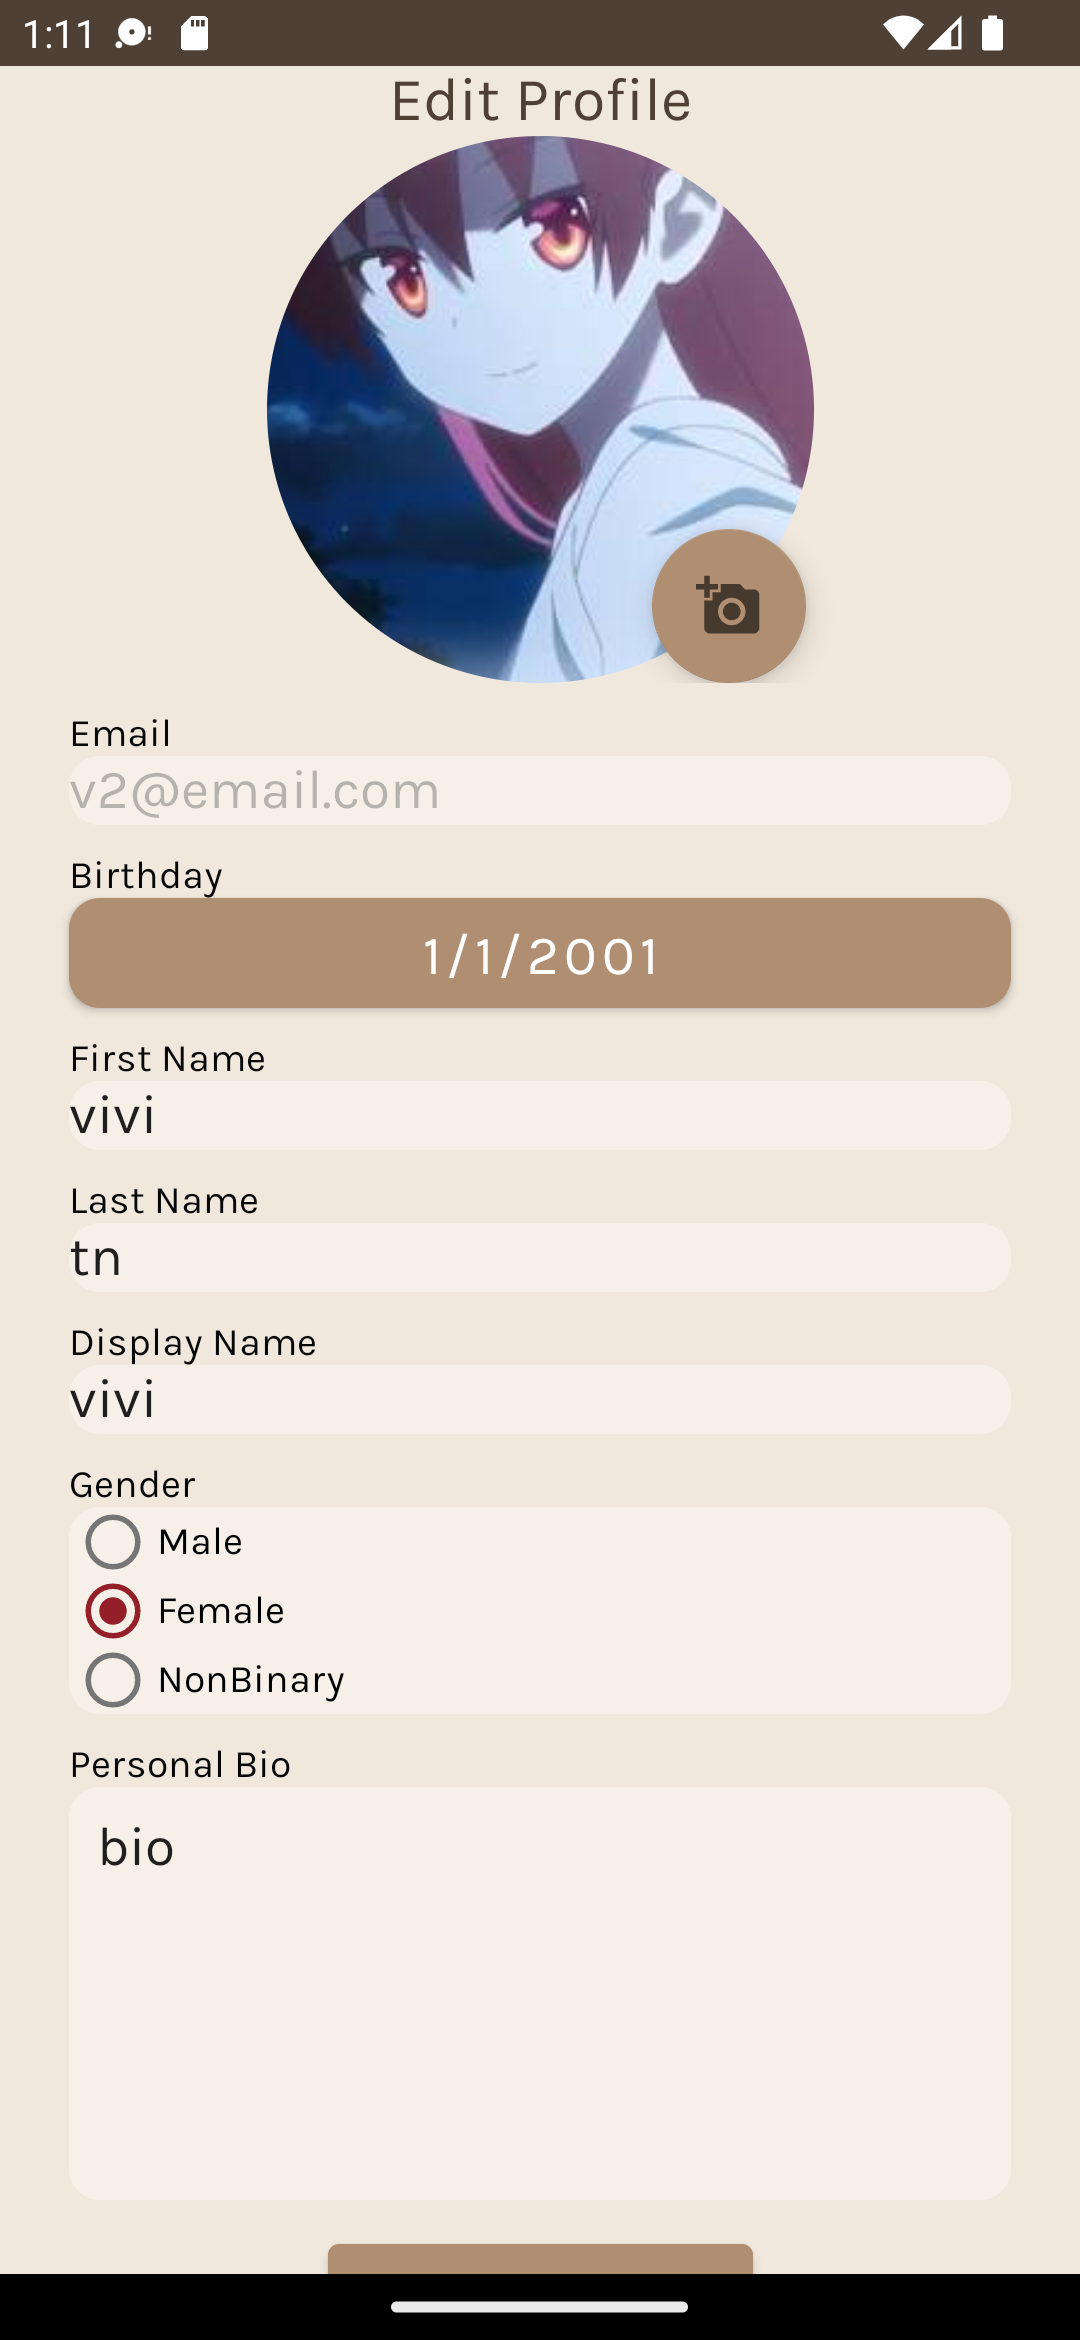 1:11
Edit Profile
Email
v2@email.com
Birthday
1/1/2001
First Name
vivi
Last Name
tn
Display Name
vivi
Gender
Male
Female
NonBinary
Personal Bio
bio